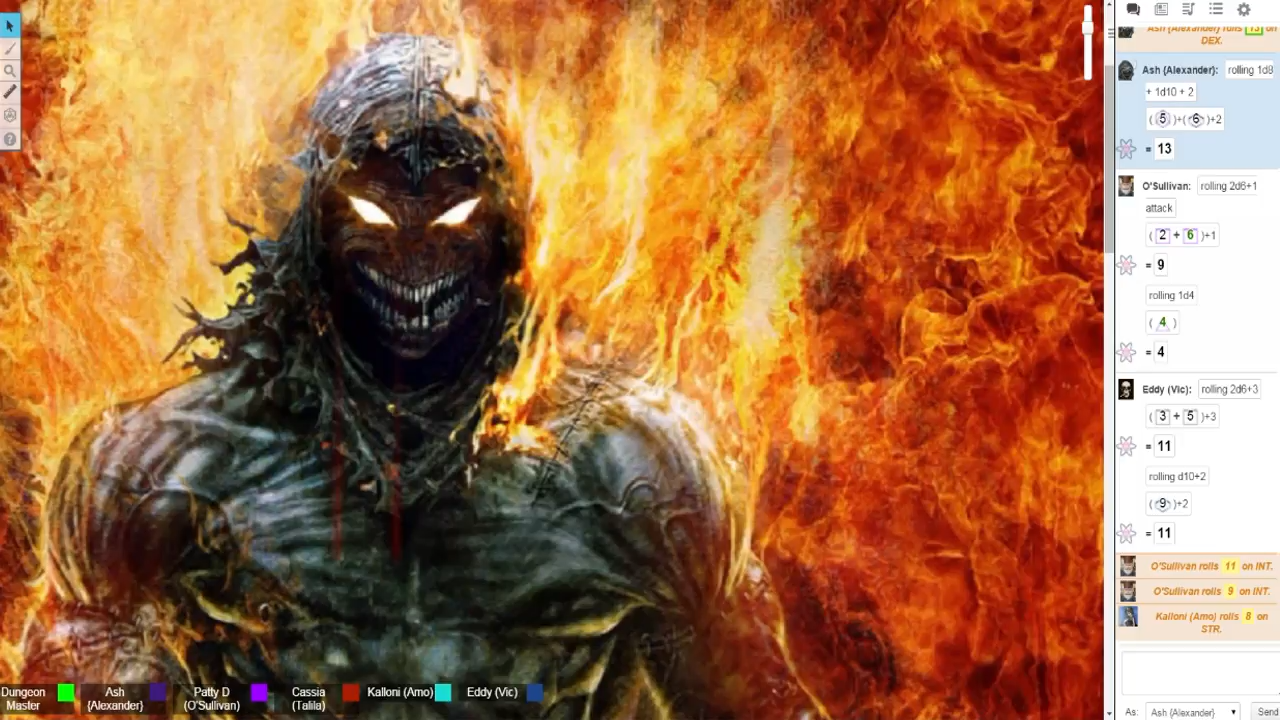 Ash {Alexander} rolls 13 on
DEX.
Ash {Alexander}: rolling 1d8
+ 1d10 + 2
(5)+(6)+2
= 13
O'Sullivan: rolling 2d6+1
attack
(2 + 6)+1
= 9
rolling 1d4
(4)
= 4
Eddy (Vic): rolling 2d6+3
(3 + 5)+3
= 11
rolling d10+2
(9)+2
= 11
O'Sullivan rolls 11 on INT.
O'Sullivan rolls 9 on INT.
Kalloni (Amo) rolls 8 on
STR.
As: Ash {Alexander} Send
Dungeon
Master
Ash
{Alexander}
Patty D
(O'Sullivan)
Cassia
(Talila)
Kalloni (Amo)
Eddy (Vic)